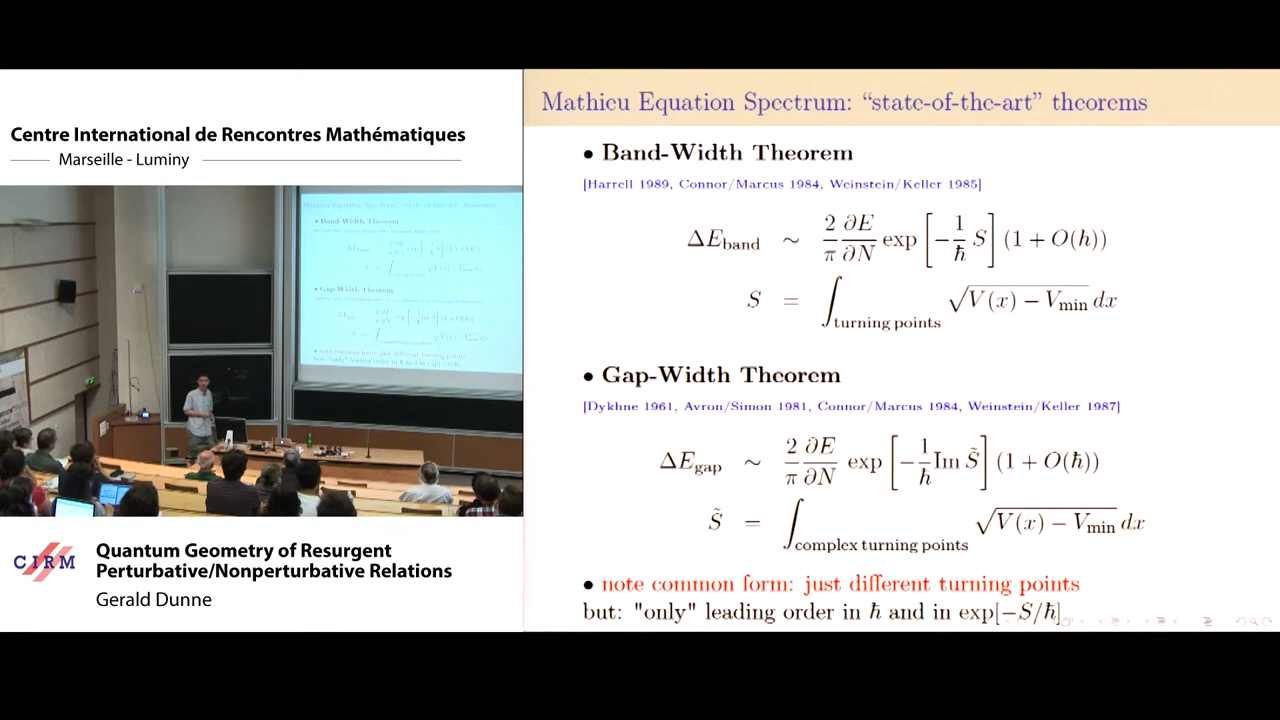 Centre International de Rencontres Mathématiques
Marseille - Luminy
CIRM
Quantum Geometry of Resurgent
Perturbative/Nonperturbative Relations
Gerald Dunne
Mathieu Equation Spectrum: “state-of-the-art” theorems
• Band-Width Theorem
[Harrell 1989, Connor/Marcus 1984, Weinstein/Keller 1985]
ΔE_band ∼ 2/π ∂E/∂N exp[−1/ℏ S] (1 + O(ℏ))
S = ∫_turning points √(V(x) − V_min) dx
• Gap-Width Theorem
[Dykhne 1961, Avron/Simon 1981, Connor/Marcus 1984, Weinstein/Keller 1987]
ΔE_gap ∼ 2/π ∂E/∂N exp[−1/ℏ Im S̃] (1 + O(ℏ))
S̃ = ∫_complex turning points √(V(x) − V_min) dx
• note common form: just different turning points
but: "only" leading order in ℏ and in exp[−S/ℏ]